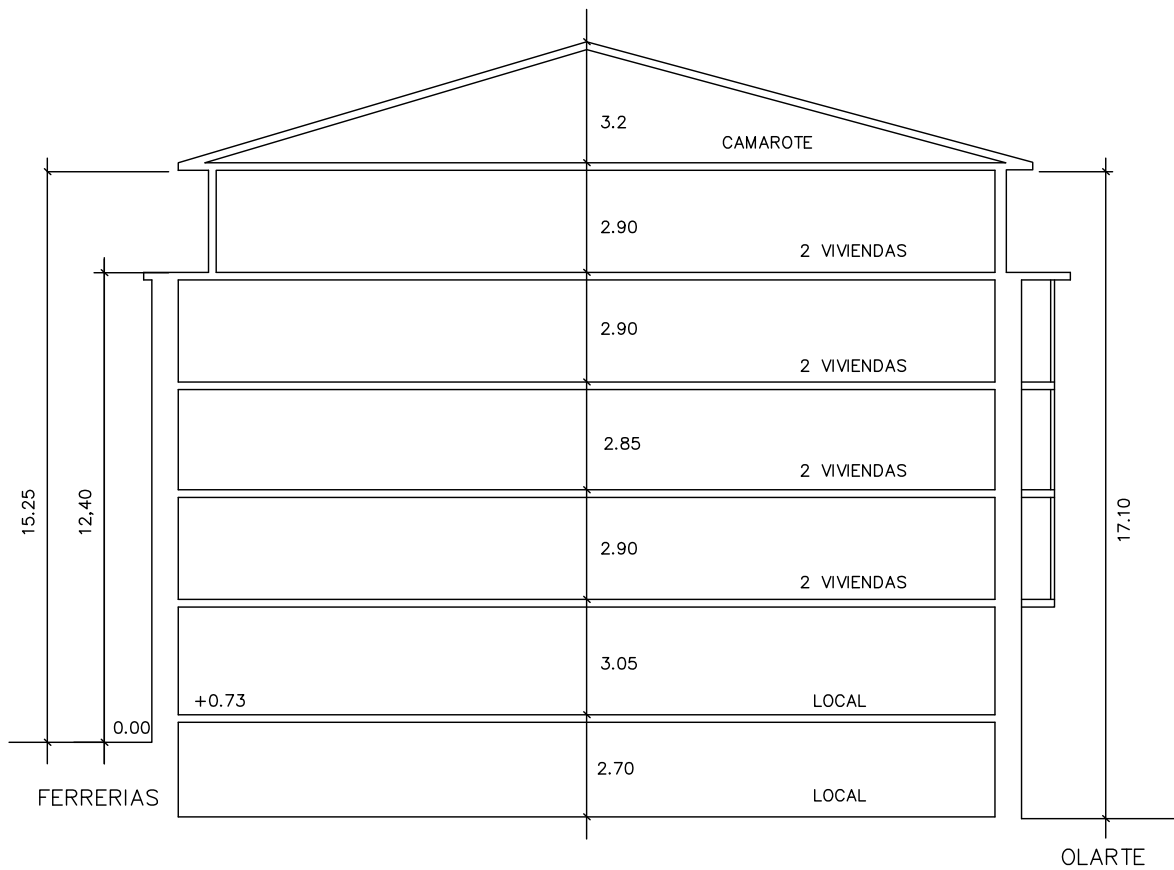 3.2
CAMAROTE
2.90
2 VIVIENDAS
2.90
2 VIVIENDAS
2.85
2 VIVIENDAS
15.25
12,40
17.10
2.90
2 VIVIENDAS
3.05
+0.73
LOCAL
0.00
2.70
FERRERIAS
LOCAL
OLARTE